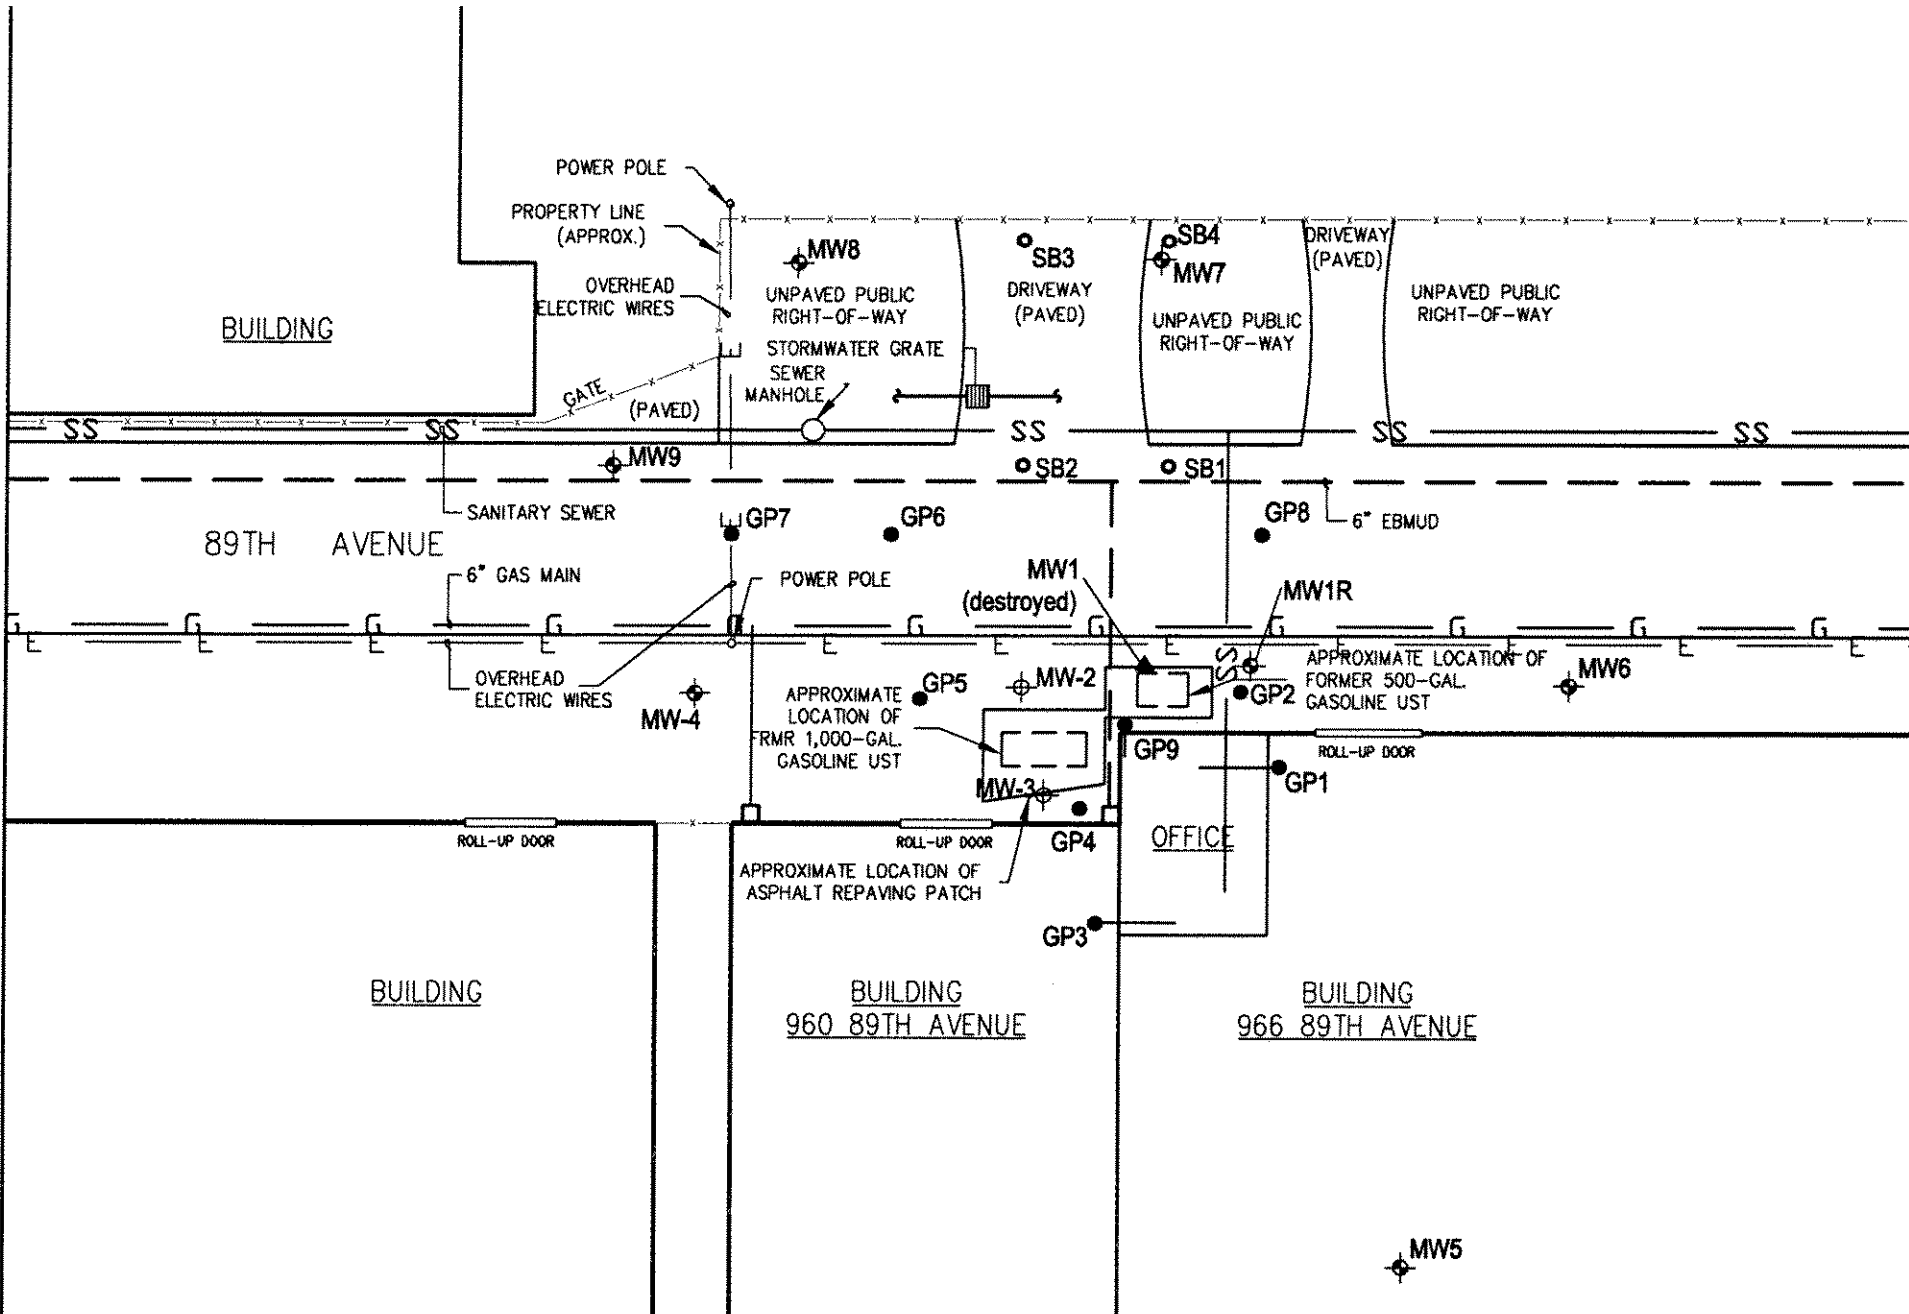 POWER POLE
PROPERTY LINE
(APPROX.)
OVERHEAD
ELECTRIC WIRES
BUILDING
MW8
UNPAVED PUBLIC
RIGHT-OF-WAY
SB3
DRIVEWAY
(PAVED)
SB4
MW7
UNPAVED PUBLIC
RIGHT-OF-WAY
DRIVEWAY
(PAVED)
UNPAVED PUBLIC
RIGHT-OF-WAY
E
STORMWATER GRATE
SEWER
MANHOLE
GATE
(PAVED)
SS
SS
SS
SS
SS
MW9
SB2
SB1
SANITARY SEWER
E
GP7
GP6
GP8
6" EBMUD
89TH AVENUE
6" GAS MAIN
POWER POLE
MW1
(destroyed)
MW1R
G
G
G
G
G
G
G
G
G
G
G
E
E
E
E
E
E
E
E
E
E
E
SS
OVERHEAD
ELECTRIC WIRES
MW-4
APPROXIMATE
LOCATION OF
FRMR 1,000-GAL.
GASOLINE UST
GP5
MW-2
GP2
APPROXIMATE LOCATION OF
FORMER 500-GAL.
GASOLINE UST
MW6
GP9
ROLL-UP DOOR
GP1
MW-3
GP4
OFFICE
ROLL-UP DOOR
ROLL-UP DOOR
APPROXIMATE LOCATION OF
ASPHALT REPAVING PATCH
GP3
BUILDING
BUILDING
960 89TH AVENUE
BUILDING
966 89TH AVENUE
MW5